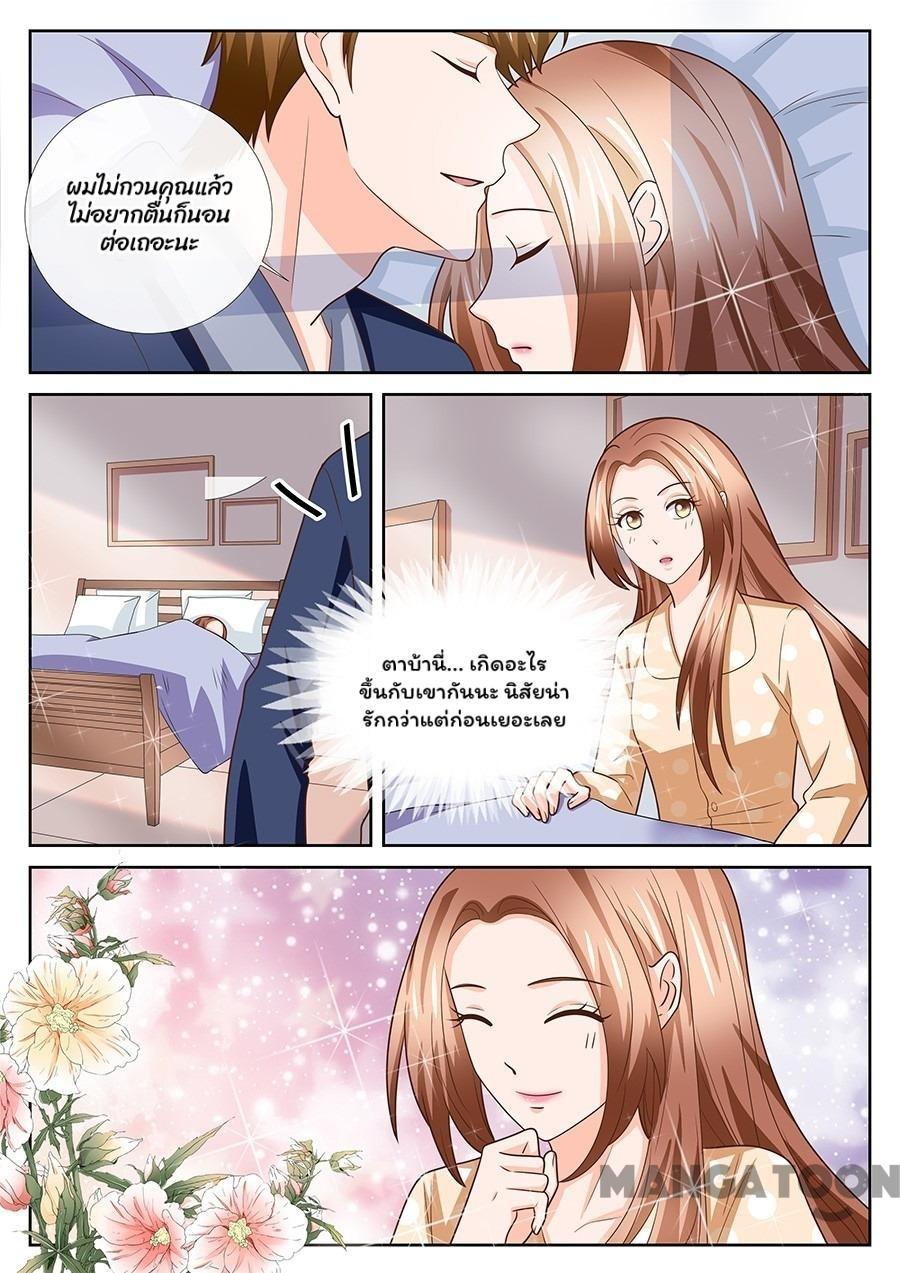 ผมไม่กวนคุณแล้ว
ไม่อยากตื่นก็นอน
ต่อเถอะนะ
ตาบ้านี่... เกิดอะไร
ขึ้นกับเขากันนะ นิสัยน่า
รักกว่าแต่ก่อนเยอะเลย
MANGATOON